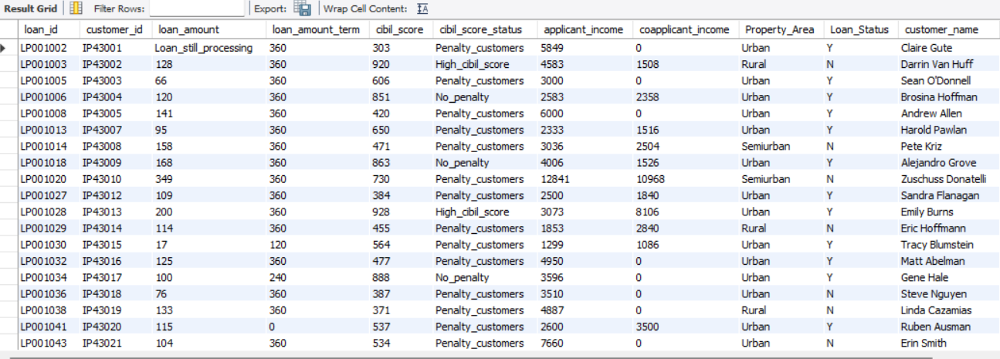 Result Grid Filter Rows: Export: Wrap Cell Content: IA
loan_id customer_id loan_amount loan_amount_term cibil_score cibil_score_status applicant_income coapplicant_income Property_Area Loan_Status customer_name
LP001002 IP43001 Loan_still_processing 360 303 Penalty_customers 5849 0 Urban Y Claire Gute
LP001003 IP43002 128 360 920 High_cibil_score 4583 1508 Rural N Darrin Van Huff
LP001005 IP43003 66 360 606 Penalty_customers 3000 0 Urban Y Sean O'Donnell
LP001006 IP43004 120 360 851 No_penalty 2583 2358 Urban Y Brosina Hoffman
LP001008 IP43005 141 360 420 Penalty_customers 6000 0 Urban Y Andrew Allen
LP001013 IP43007 95 360 650 Penalty_customers 2333 1516 Urban Y Harold Pawlan
LP001014 IP43008 158 360 471 Penalty_customers 3036 2504 Semiurban N Pete Kriz
LP001018 IP43009 168 360 863 No_penalty 4006 1526 Urban Y Alejandro Grove
LP001020 IP43010 349 360 730 Penalty_customers 12841 10968 Semiurban N Zuschuss Donatelli
LP001027 IP43012 109 360 384 Penalty_customers 2500 1840 Urban Y Sandra Flanagan
LP001028 IP43013 200 360 928 High_cibil_score 3073 8106 Urban Y Emily Burns
LP001029 IP43014 114 360 455 Penalty_customers 1853 2840 Rural N Eric Hoffmann
LP001030 IP43015 17 120 564 Penalty_customers 1299 1086 Urban Y Tracy Blumstein
LP001032 IP43016 125 360 477 Penalty_customers 4950 0 Urban Y Matt Abelman
LP001034 IP43017 100 240 888 No_penalty 3596 0 Urban Y Gene Hale
LP001036 IP43018 76 360 387 Penalty_customers 3510 0 Urban N Steve Nguyen
LP001038 IP43019 133 360 371 Penalty_customers 4887 0 Rural N Linda Cazamias
LP001041 IP43020 115 0 537 Penalty_customers 2600 3500 Urban Y Ruben Ausman
LP001043 IP43021 104 360 534 Penalty_customers 7660 0 Urban N Erin Smith